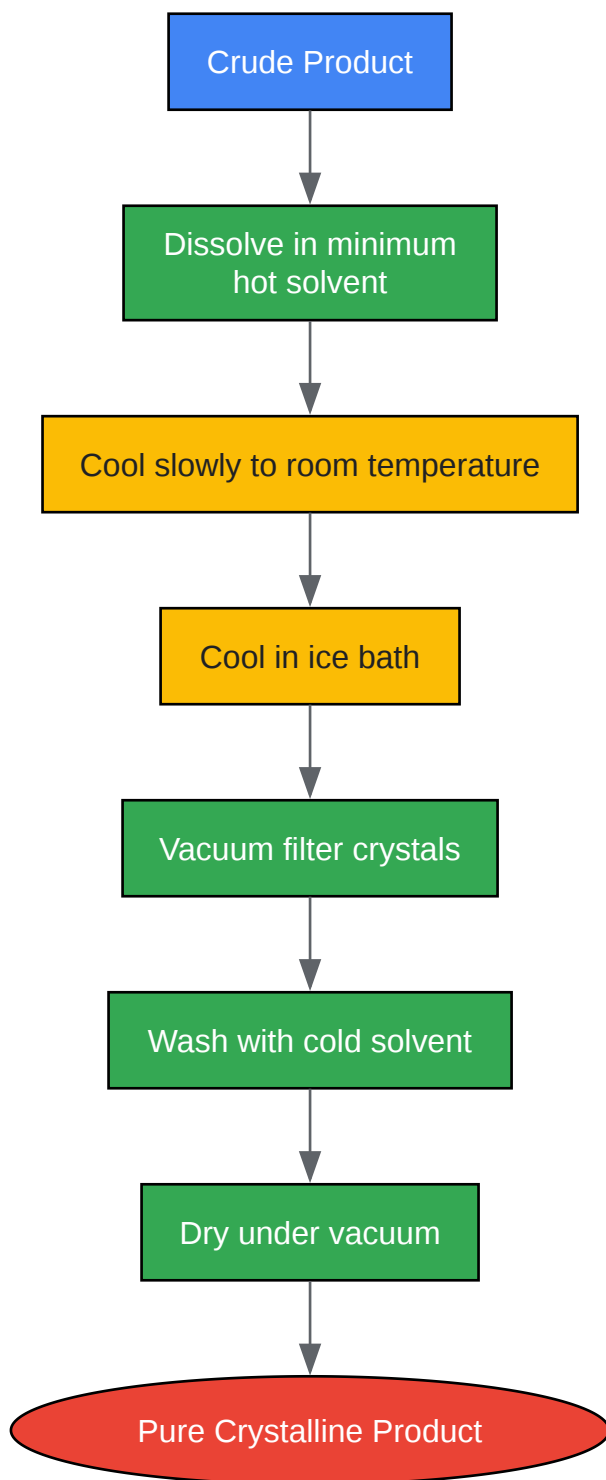 Crude Product
Dissolve in minimum
hot solvent
Cool slowly to room temperature
Cool in ice bath
Vacuum filter crystals
Wash with cold solvent
Dry under vacuum
Pure Crystalline Product